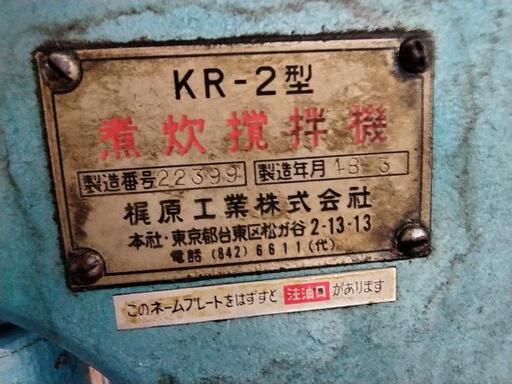 KR-2型
煮炊撹拌機
製造番号 22399 製造年月 48 3
梶原工業株式会社
本社・東京都台東区松が谷2-13-13
電話 (842) 6611 (代)
このネームプレートをはずすと 注油口 があります